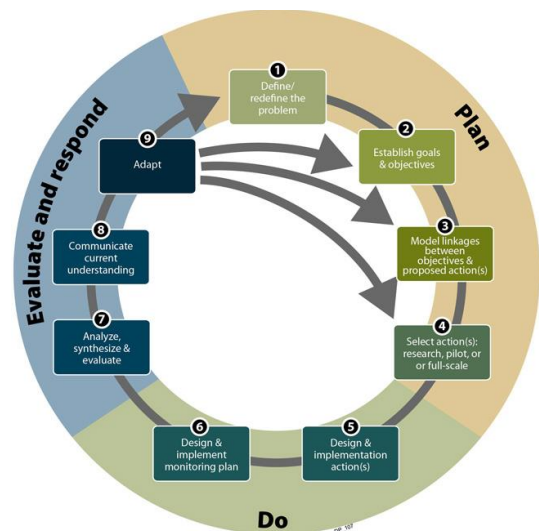 1
Define/
redefine the
problem
Plan
2
Establish goals
& objectives
3
Model linkages
between
objectives &
proposed action(s)
4
Select action(s):
research, pilot, or
or full-scale
5
Design &
implementation
action(s)
Do
6
Design &
implement
monitoring plan
7
Analyze,
synthesize &
evaluate
8
Communicate
current
understanding
9
Adapt
Evaluate and respond